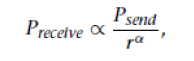 P_receive ∝ P_send / r^α,